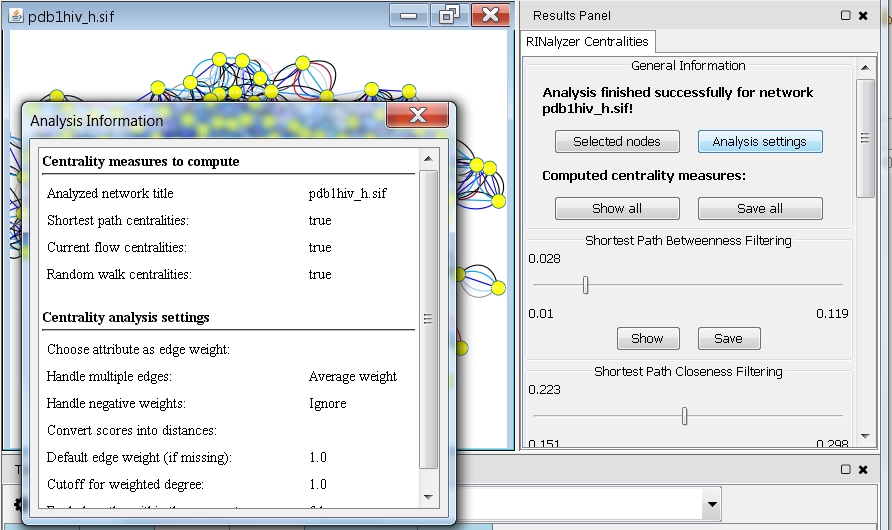 pdb1hiv_h.sif
Analysis Information
Centrality measures to compute
Analyzed network title pdb1hiv_h.sif
Shortest path centralities: true
Current flow centralities: true
Random walk centralities: true
Centrality analysis settings
Choose attribute as edge weight:
Handle multiple edges: Average weight
Handle negative weights: Ignore
Convert scores into distances:
Default edge weight (if missing): 1.0
Cutoff for weighted degree: 1.0
Results Panel
RINalyzer Centralities
General Information
Analysis finished successfully for network
pdb1hiv_h.sif!
Selected nodes Analysis settings
Computed centrality measures:
Show all Save all
Shortest Path Betweenness Filtering
0.028
0.01 0.119
Show Save
Shortest Path Closeness Filtering
0.223
0.151 0.298